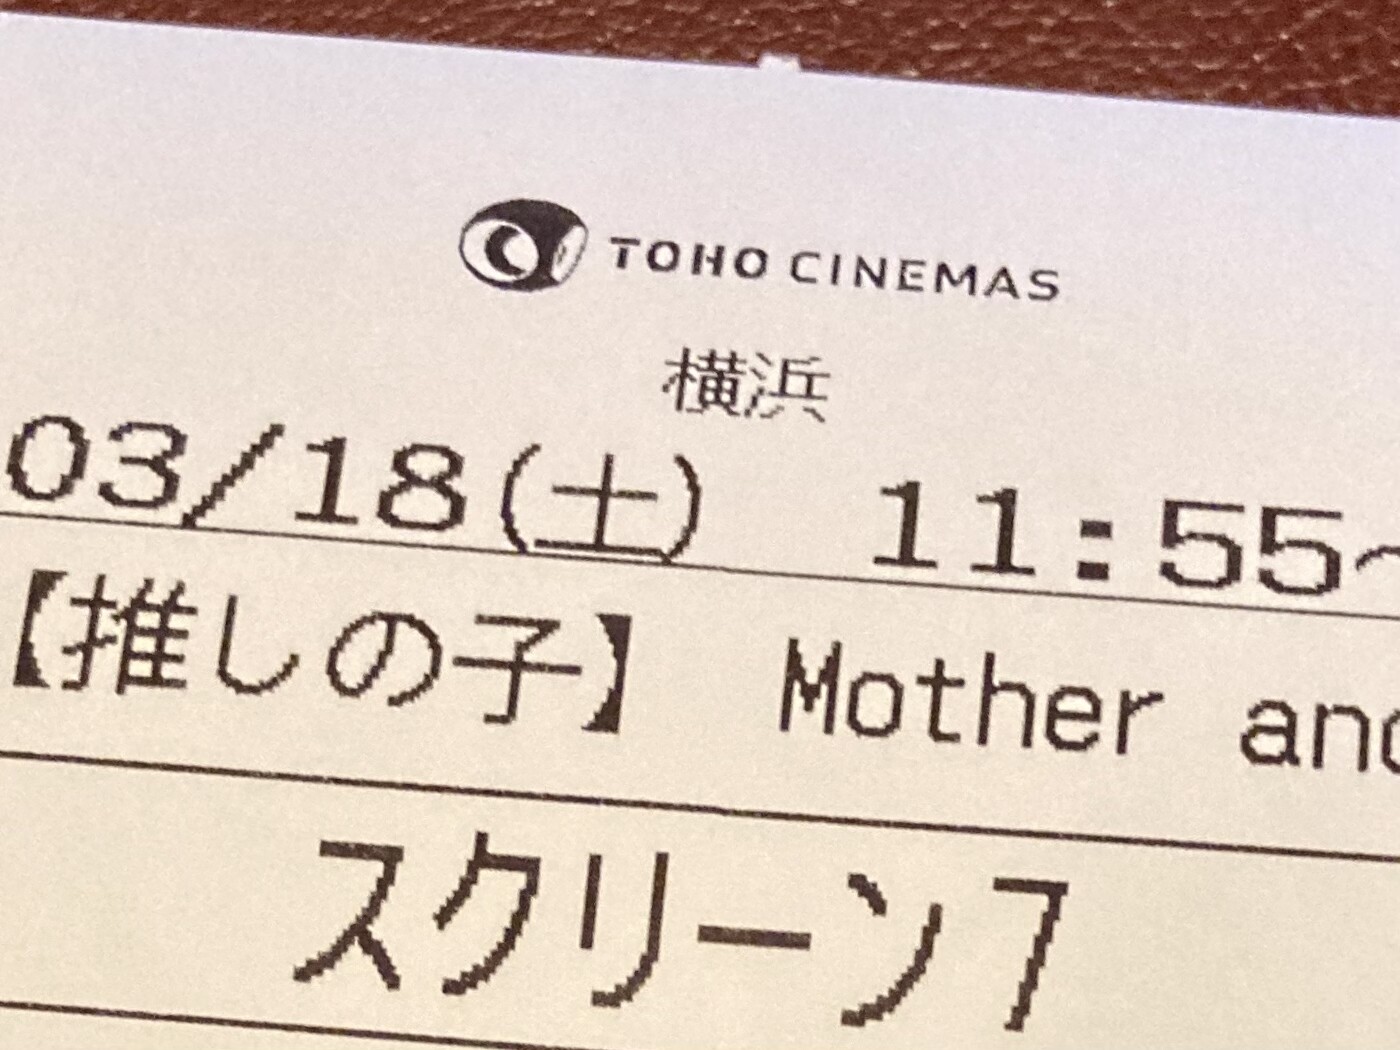 TOHO CINEMAS
横浜
03/18(土) 11:55~
【推しの子】 Mother and
スクリーン7